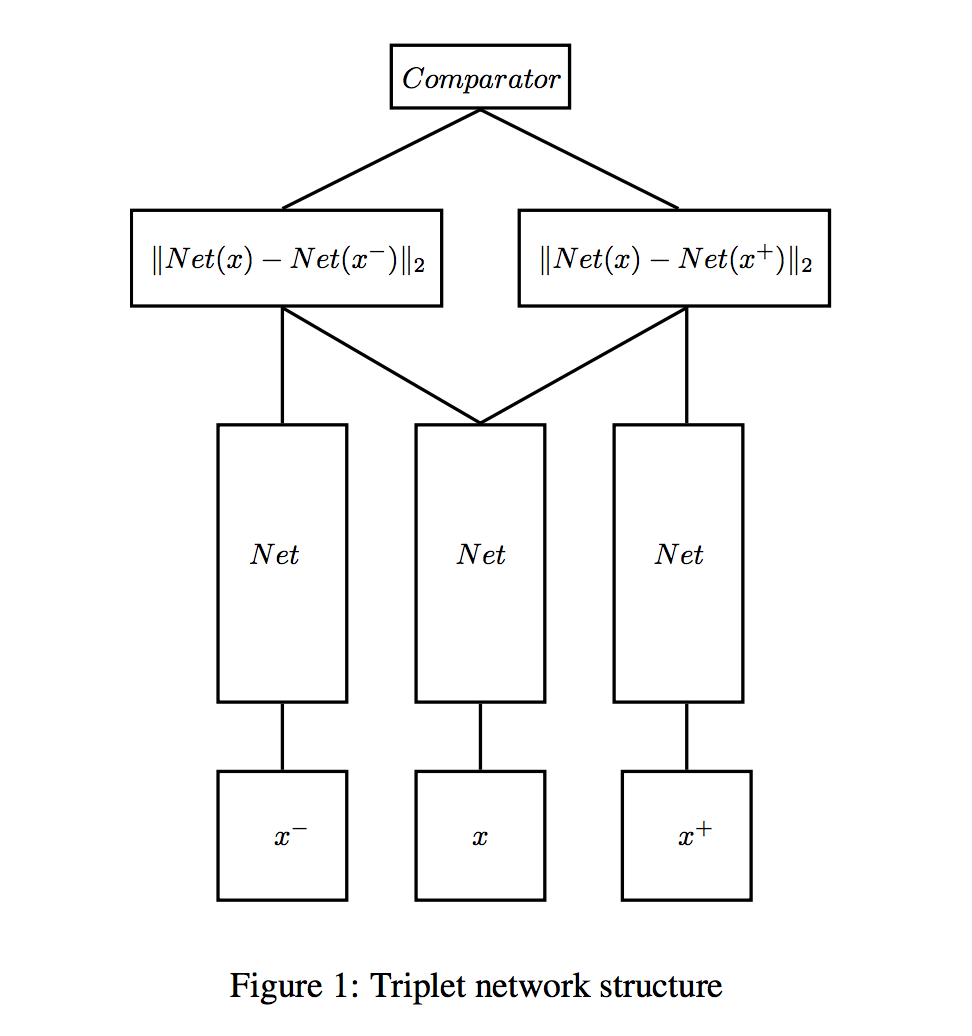 Comparator
‖Net(x) − Net(x⁻)‖₂
‖Net(x) − Net(x⁺)‖₂
Net
Net
Net
x⁻
x
x⁺
Figure 1: Triplet network structure